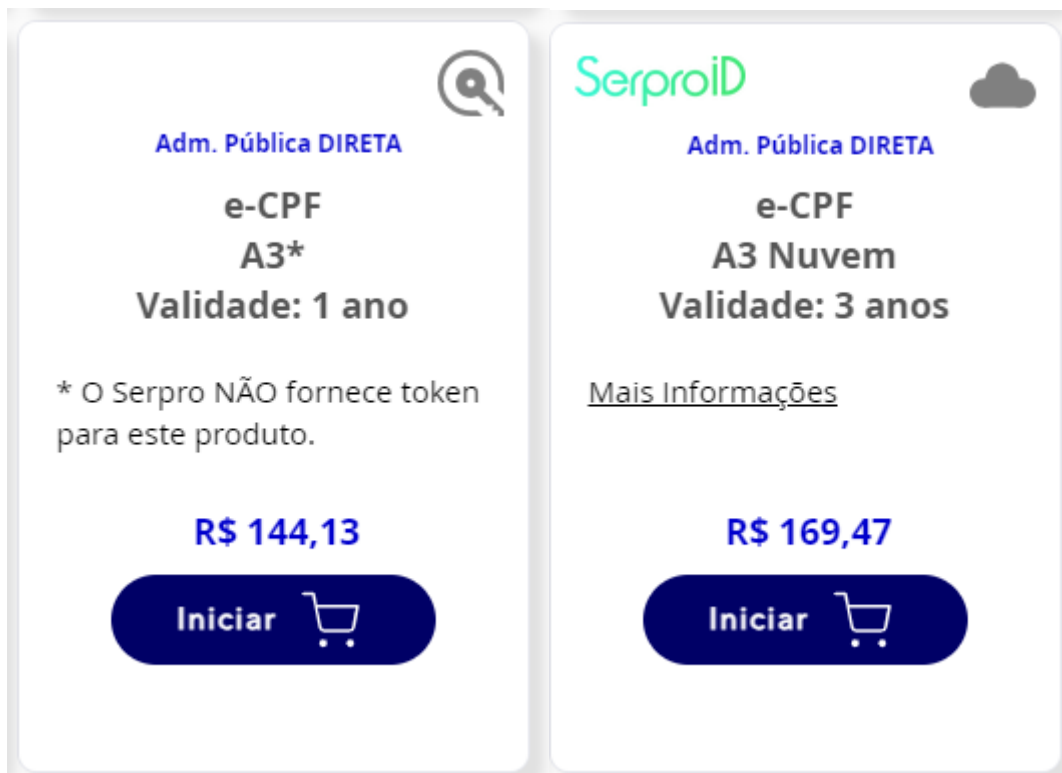 Adm. Pública DIRETA
e-CPF
A3*
Validade: 1 ano
* O Serpro NÃO fornece token
para este produto.
R$ 144,13
Iniciar
SerproiD
Adm. Pública DIRETA
e-CPF
A3 Nuvem
Validade: 3 anos
Mais Informações
R$ 169,47
Iniciar